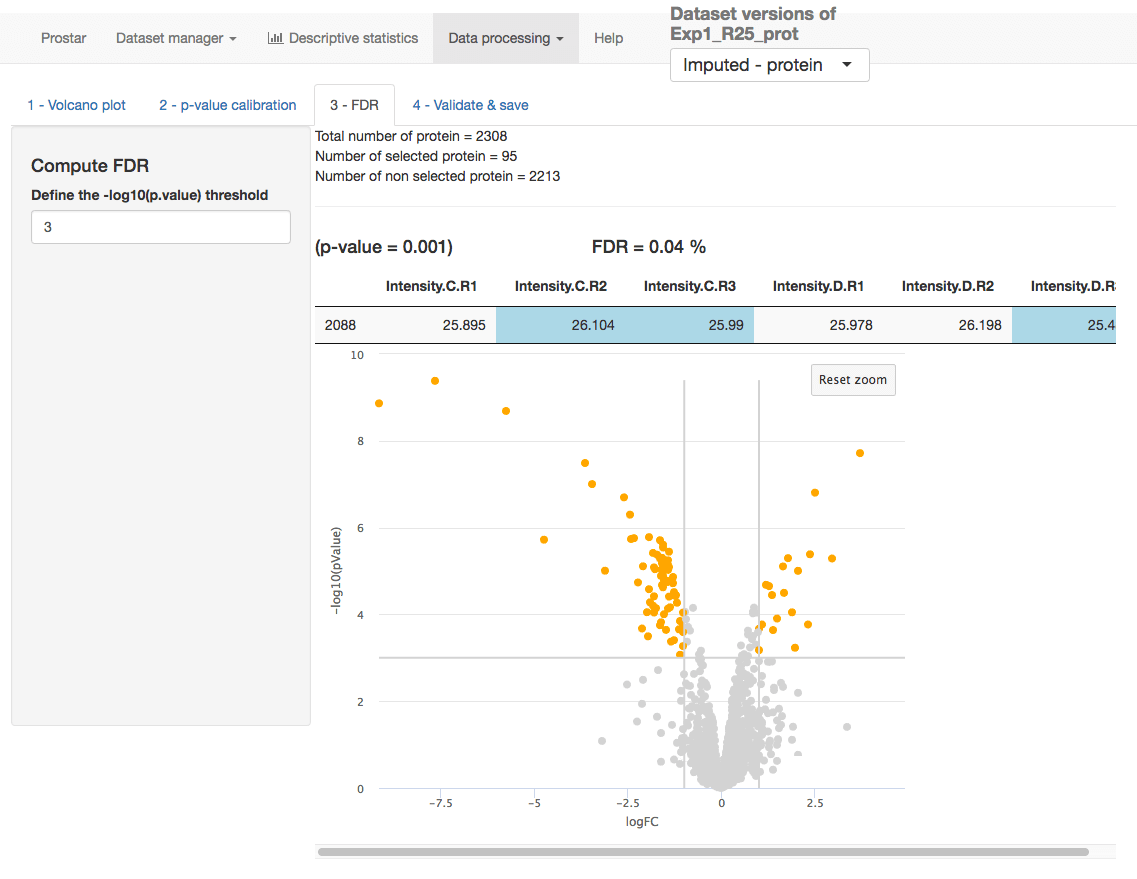 Prostar Dataset manager Descriptive statistics Data processing Help
Dataset versions of
Exp1_R25_prot
Imputed - protein
1 - Volcano plot 2 - p-value calibration 3 - FDR 4 - Validate & save
Compute FDR
Define the -log10(p.value) threshold
3
Total number of protein = 2308
Number of selected protein = 95
Number of non selected protein = 2213
(p-value = 0.001) FDR = 0.04 %
Intensity.C.R1 Intensity.C.R2 Intensity.C.R3 Intensity.D.R1 Intensity.D.R2 Intensity.D.R
2088 25.895 26.104 25.99 25.978 26.198 25.4
Reset zoom
10
8
6
4
2
0
-log10(pValue)
-7.5 -5 -2.5 0 2.5
logFC